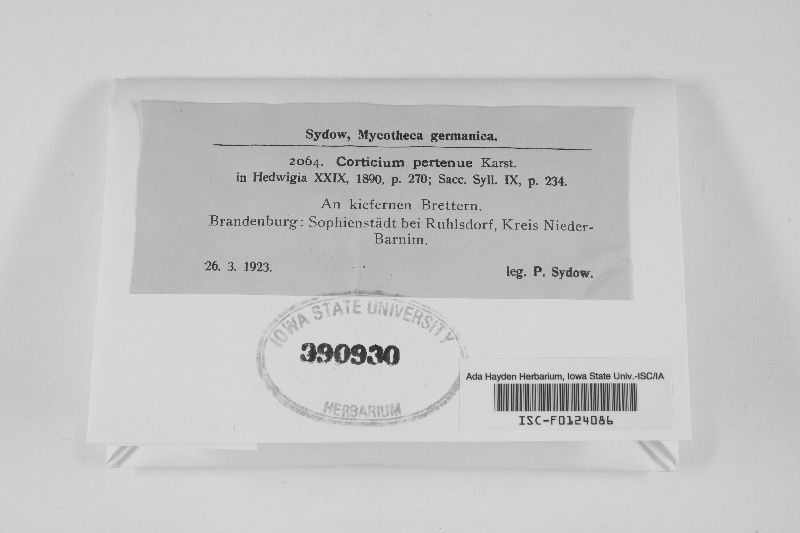 Sydow, Mycotheca germanica.
2064. Corticium pertenue Karst.
in Hedwigia XXIX, 1890, p. 270; Sacc. Syll. IX, p. 234.
An kiefernen Brettern.
Brandenburg: Sophienstädt bei Ruhlsdorf, Kreis Nieder-
Barnim.
26. 3. 1923. leg. P. Sydow.
IOWA STATE UNIVERSITY
390930
HERBARIUM
Ada Hayden Herbarium, Iowa State Univ.-ISC/IA
ISC-F0124086